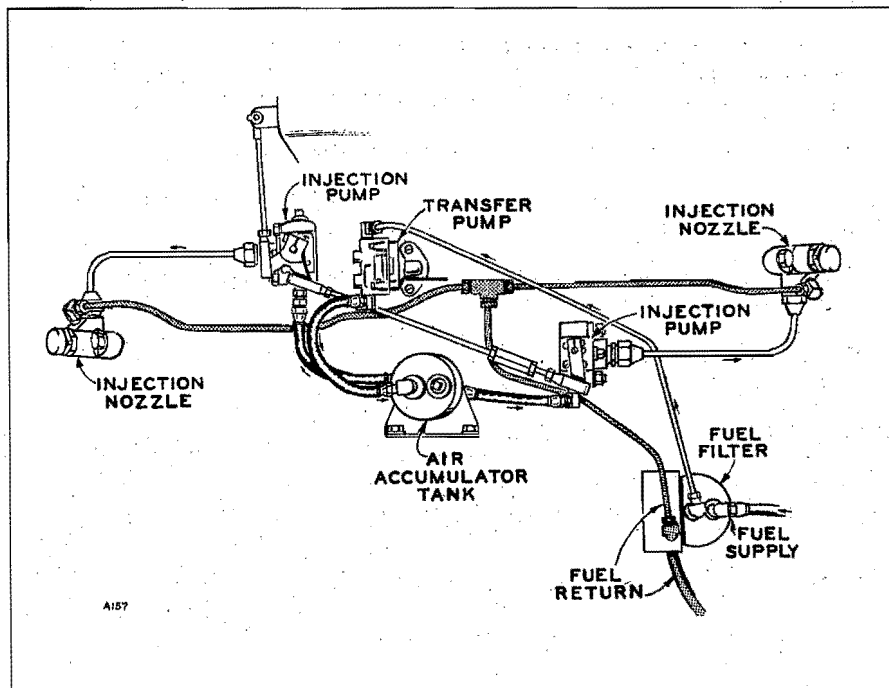 INJECTION
PUMP
TRANSFER
PUMP
INJECTION
NOZZLE
INJECTION
PUMP
INJECTION
NOZZLE
AIR
ACCUMULATOR
TANK
FUEL
FILTER
FUEL
SUPPLY
FUEL
RETURN
A157